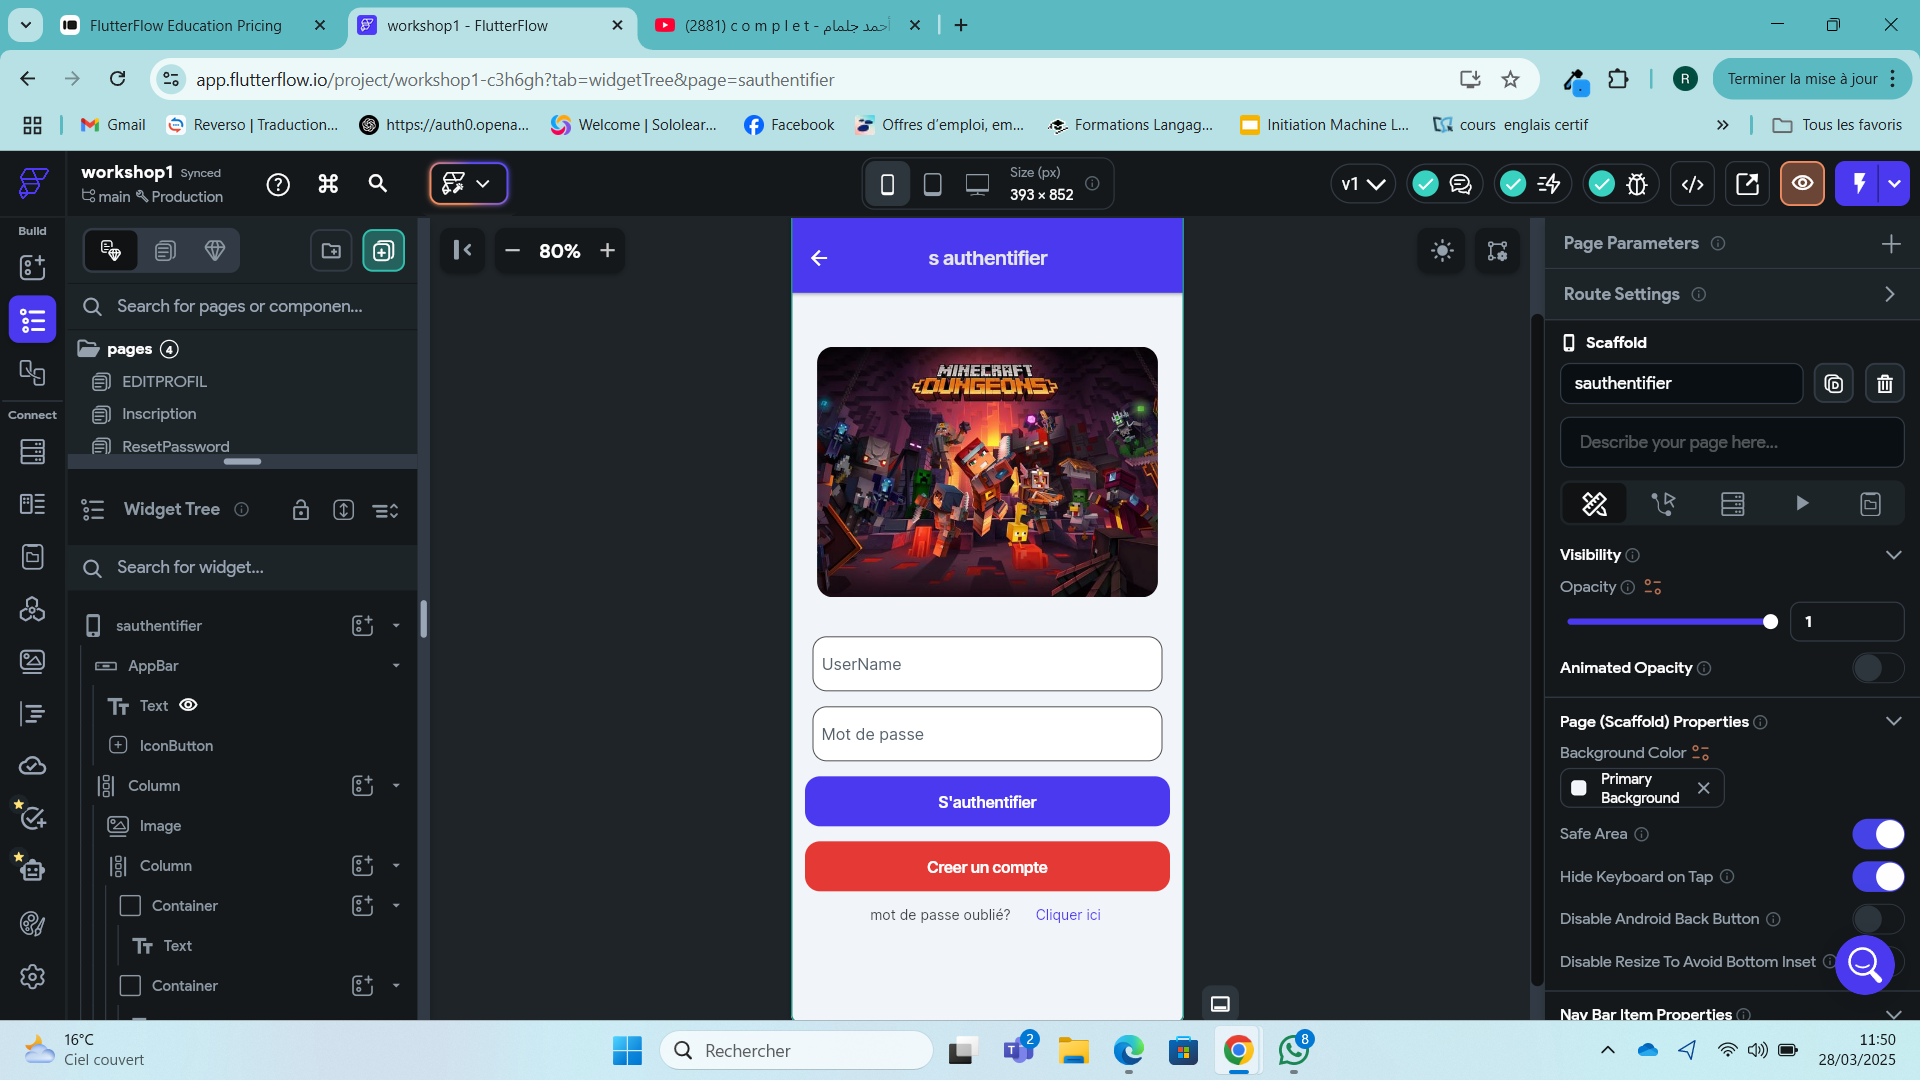 FlutterFlow Education Pricing
workshop1 - FlutterFlow
(2881) c o m p l e t - أحمد جلمام
app.flutterflow.io/project/workshop1-c3h6gh?tab=widgetTree&page=sauthentifier
R
Terminer la mise à jour
Gmail
Reverso | Traduction...
https://auth0.opena...
Welcome | Sololear...
Facebook
Offres d'emploi, em...
Formations Langag...
Initiation Machine L...
cours englais certif
Tous les favoris
workshop1 Synced
main Production
Size (px)
393 × 852
v1
Build
80%
s authentifier
Page Parameters
Search for pages or componen...
Route Settings
pages 4
Scaffold
EDITPROFIL
sauthentifier
Inscription
Connect
Describe your page here...
ResetPassword
MINECRAFT
DUNGEONS
Widget Tree
Visibility
Search for widget...
Opacity
1
sauthentifier
UserName
AppBar
Animated Opacity
Text
Page (Scaffold) Properties
Mot de passe
IconButton
Background Color
Primary
Background
Column
S'authentifier
Image
Safe Area
Column
Creer un compte
Hide Keyboard on Tap
Container
mot de passe oublié? Cliquer ici
Disable Android Back Button
Text
Disable Resize To Avoid Bottom Inset
Container
Nav Bar Item Properties
16°C
Ciel couvert
Rechercher
2
8
11:50
28/03/2025